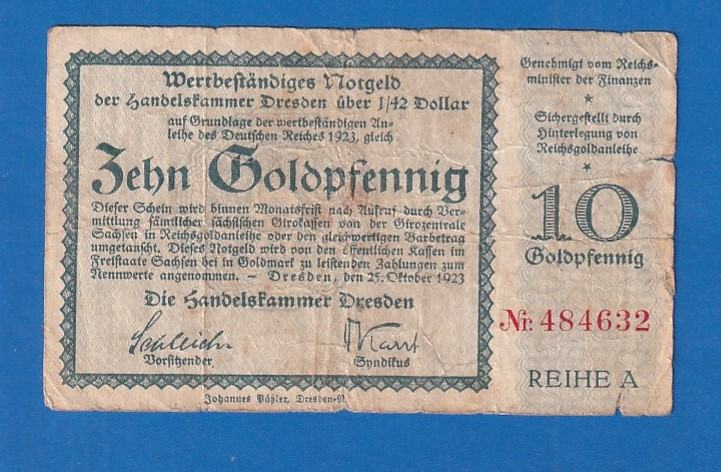 Wertbeständiges Notgeld
der Handelskammer Dresden über 1/42 Dollar
auf Grundlage der wertbeständigen An-
leihe des Deutschen Reiches 1923, gleich
Zehn Goldpfennig
Dieser Schein wird binnen Monatsfrist nach Aufruf durch Ver-
mittlung sämtlicher sächsischen Girokassen von der Girozentrale
Sachsen in Reichsgoldanleihe oder den gleichwertigen Barbetrag
umgetauscht. Dieses Notgeld wird von den öffentlichen Kassen im
Freistaate Sachsen bei in Goldmark zu leistenden Zahlungen zum
Nennwerte angenommen. – Dresden, den 25. Oktober 1923
Die Handelskammer Dresden
Vorsitzender
Syndikus
Johannes Päßler, Dresden-N
Genehmigt vom Reichs-
minister der Finanzen
Sichergestellt durch
Hinterlegung von
Reichsgoldanleihe
10
Goldpfennig
Nr. 484632
REIHE A